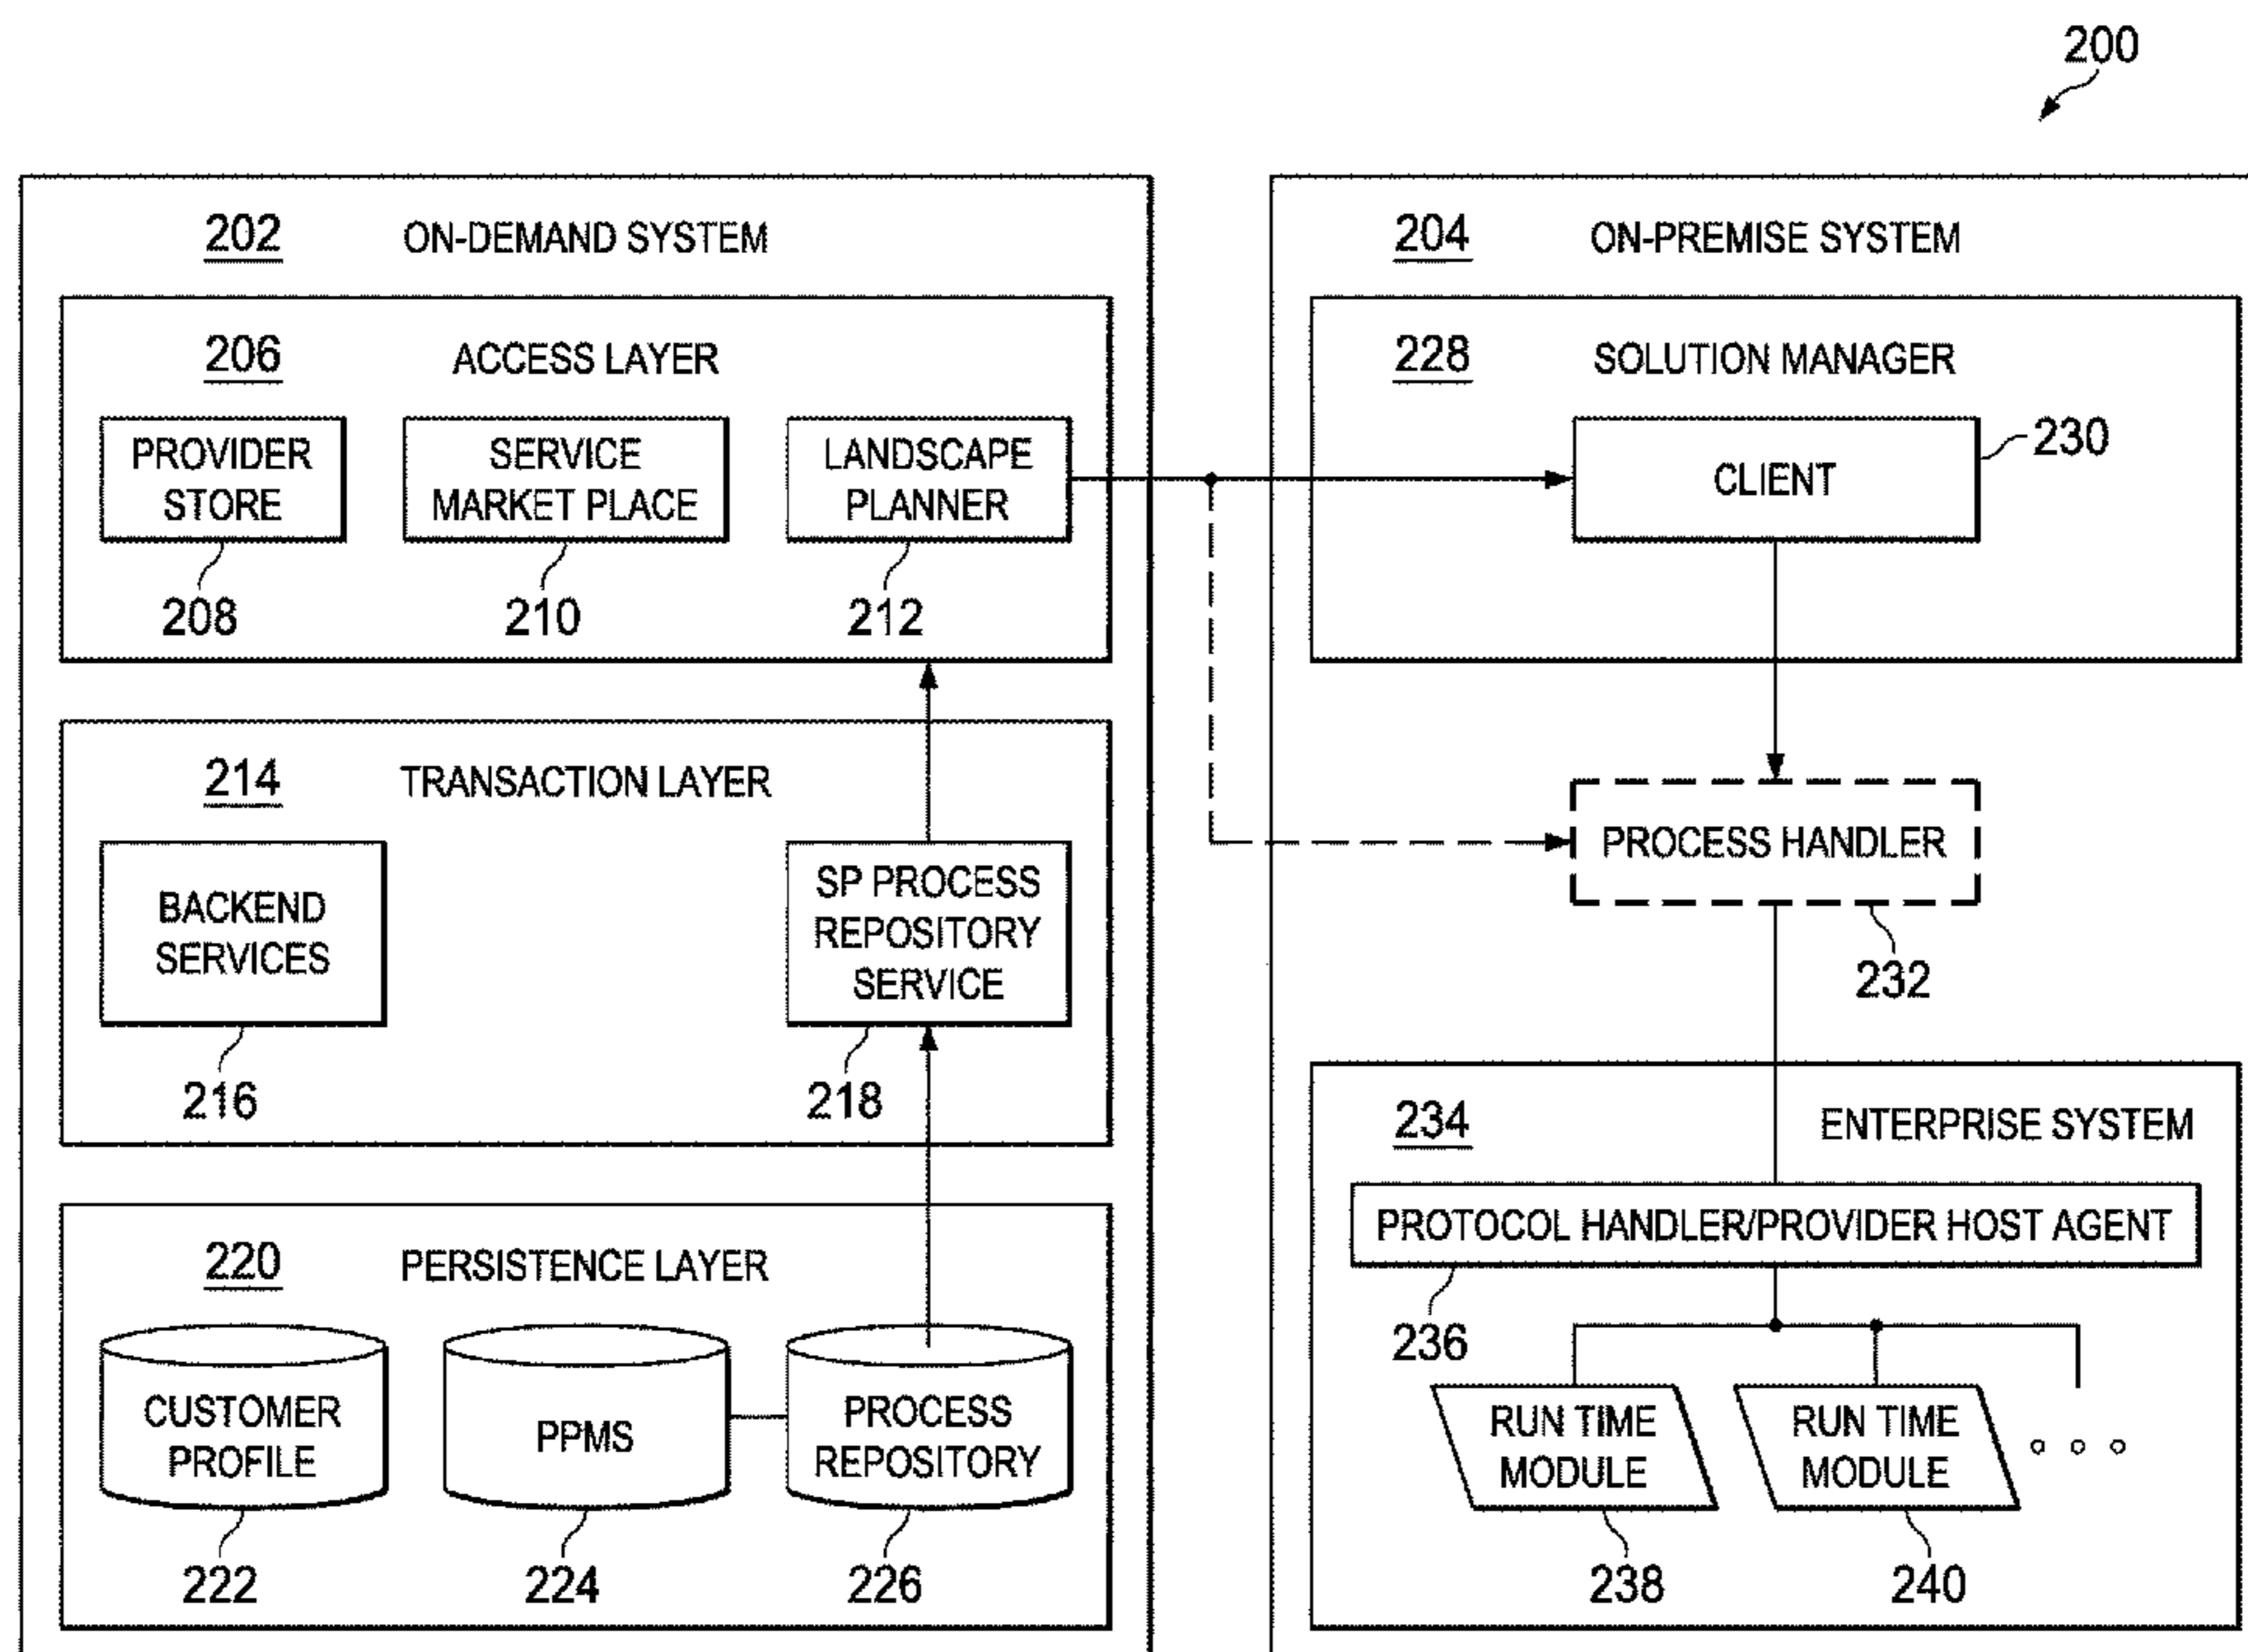 200
202 ON-DEMAND SYSTEM
206 ACCESS LAYER
PROVIDER
STORE
208
SERVICE
MARKET PLACE
210
LANDSCAPE
PLANNER
212
214 TRANSACTION LAYER
BACKEND
SERVICES
216
SP PROCESS
REPOSITORY
SERVICE
218
220 PERSISTENCE LAYER
CUSTOMER
PROFILE
222
PPMS
224
PROCESS
REPOSITORY
226
204 ON-PREMISE SYSTEM
228 SOLUTION MANAGER
CLIENT
230
PROCESS HANDLER
232
234 ENTERPRISE SYSTEM
PROTOCOL HANDLER/PROVIDER HOST AGENT
236
RUN TIME
MODULE
238
RUN TIME
MODULE
240